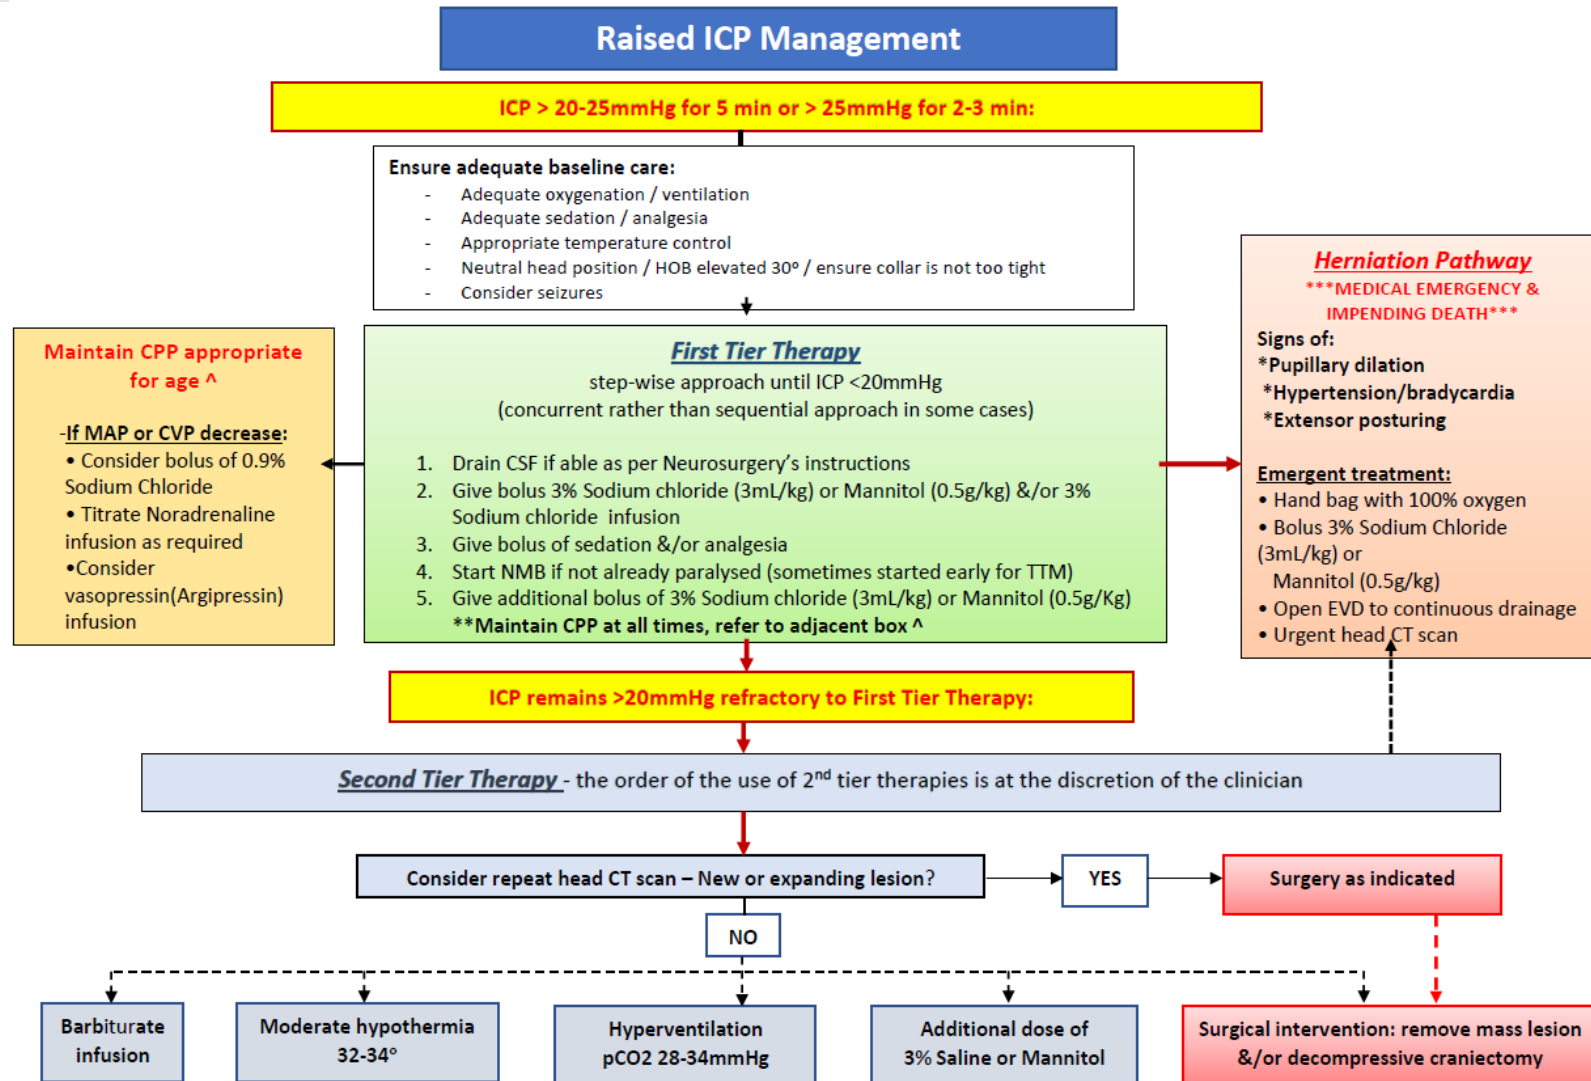 Raised ICP Management
ICP > 20-25mmHg for 5 min or > 25mmHg for 2-3 min:
Ensure adequate baseline care:
- Adequate oxygenation / ventilation
- Adequate sedation / analgesia
- Appropriate temperature control
- Neutral head position / HOB elevated 30º / ensure collar is not too tight
- Consider seizures
Maintain CPP appropriate
for age ^
-If MAP or CVP decrease:
• Consider bolus of 0.9%
Sodium Chloride
• Titrate Noradrenaline
infusion as required
•Consider
vasopressin(Argipressin)
infusion
First Tier Therapy
step-wise approach until ICP <20mmHg
(concurrent rather than sequential approach in some cases)
1. Drain CSF if able as per Neurosurgery's instructions
2. Give bolus 3% Sodium chloride (3mL/kg) or Mannitol (0.5g/kg) &/or 3%
Sodium chloride infusion
3. Give bolus of sedation &/or analgesia
4. Start NMB if not already paralysed (sometimes started early for TTM)
5. Give additional bolus of 3% Sodium chloride (3mL/kg) or Mannitol (0.5g/Kg)
**Maintain CPP at all times, refer to adjacent box ^
Herniation Pathway
***MEDICAL EMERGENCY &
IMPENDING DEATH***
Signs of:
*Pupillary dilation
*Hypertension/bradycardia
*Extensor posturing
Emergent treatment:
• Hand bag with 100% oxygen
• Bolus 3% Sodium Chloride
(3mL/kg) or
Mannitol (0.5g/kg)
• Open EVD to continuous drainage
• Urgent head CT scan
ICP remains >20mmHg refractory to First Tier Therapy:
Second Tier Therapy - the order of the use of 2nd tier therapies is at the discretion of the clinician
Consider repeat head CT scan – New or expanding lesion?
YES
Surgery as indicated
NO
Barbiturate
infusion
Moderate hypothermia
32-34º
Hyperventilation
pCO2 28-34mmHg
Additional dose of
3% Saline or Mannitol
Surgical intervention: remove mass lesion
&/or decompressive craniectomy